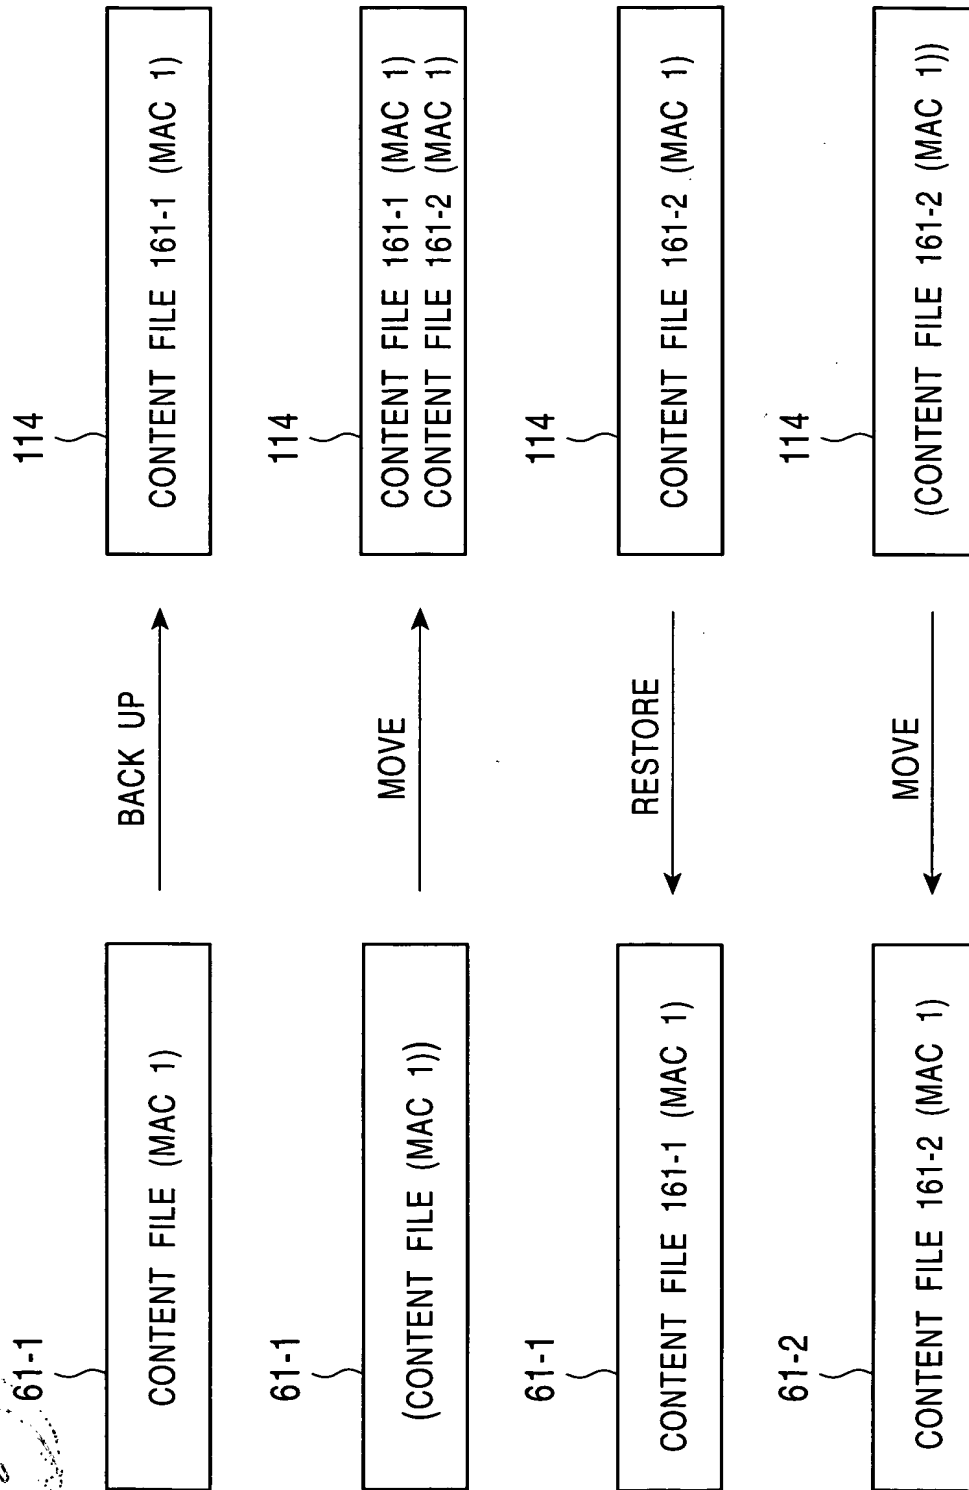 61-1
CONTENT FILE (MAC 1)
BACK UP
114
CONTENT FILE 161-1 (MAC 1)
61-1
(CONTENT FILE (MAC 1))
MOVE
114
CONTENT FILE 161-1 (MAC 1)
CONTENT FILE 161-2 (MAC 1)
61-1
CONTENT FILE 161-1 (MAC 1)
RESTORE
114
CONTENT FILE 161-2 (MAC 1)
61-2
CONTENT FILE 161-2 (MAC 1)
MOVE
114
(CONTENT FILE 161-2 (MAC 1))